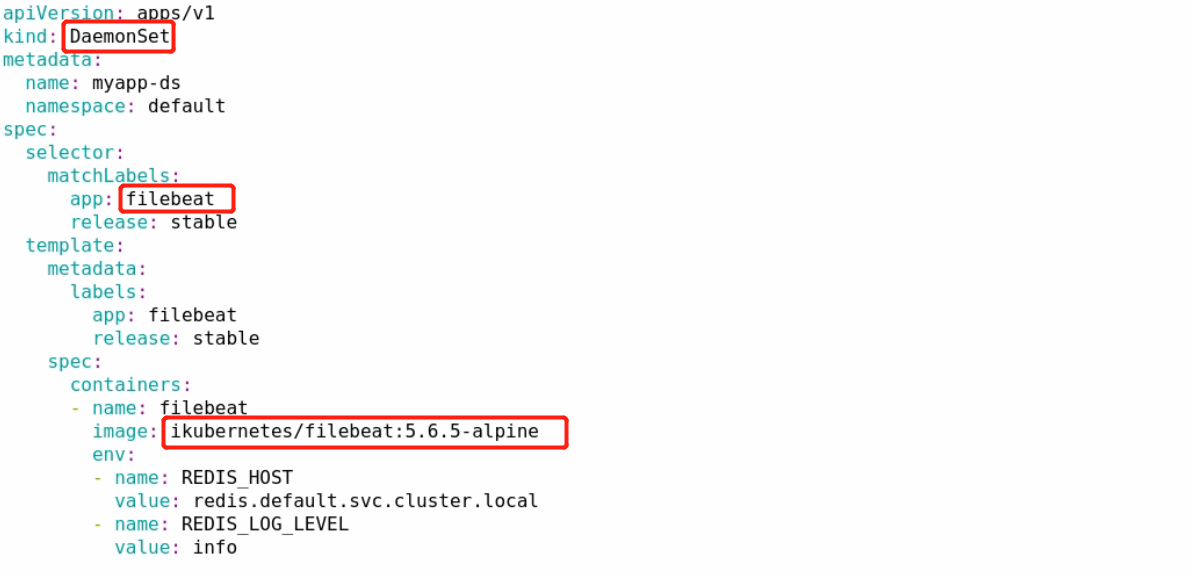 apiVersion: apps/v1
kind: DaemonSet
metadata:
  name: myapp-ds
  namespace: default
spec:
  selector:
    matchLabels:
      app: filebeat
      release: stable
  template:
    metadata:
      labels:
        app: filebeat
        release: stable
    spec:
      containers:
      - name: filebeat
        image: ikubernetes/filebeat:5.6.5-alpine
        env:
        - name: REDIS_HOST
          value: redis.default.svc.cluster.local
        - name: REDIS_LOG_LEVEL
          value: info